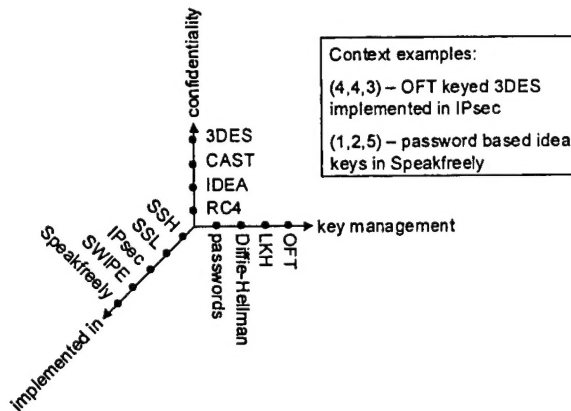 confidentiality
3DES
CAST
IDEA
RC4
key management
passwords
Diffie-Hellman
LKH
OFT
SSH
SSL
IPsec
SWIPE
Speakfreely
implemented in
Context examples:
(4,4,3) – OFT keyed 3DES
implemented in IPsec
(1,2,5) – password based idea
keys in Speakfreely